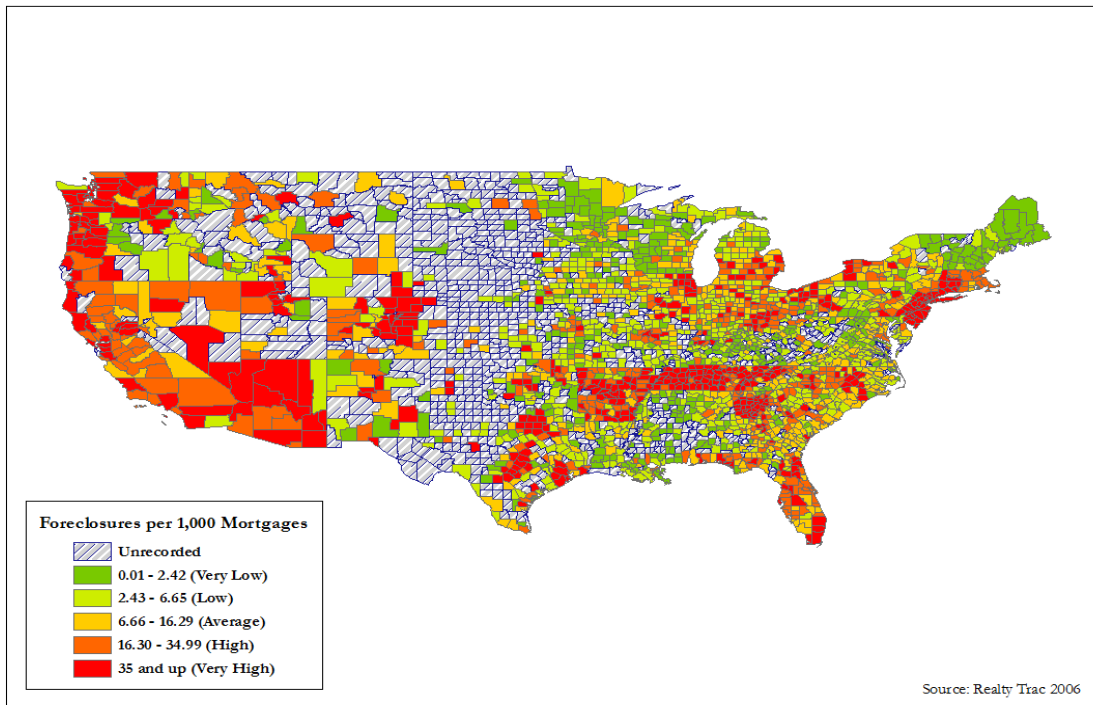 Foreclosures per 1,000 Mortgages
Unrecorded
0.01 - 2.42 (Very Low)
2.43 - 6.65 (Low)
6.66 - 16.29 (Average)
16.30 - 34.99 (High)
35 and up (Very High)
Source: Realty Trac 2006